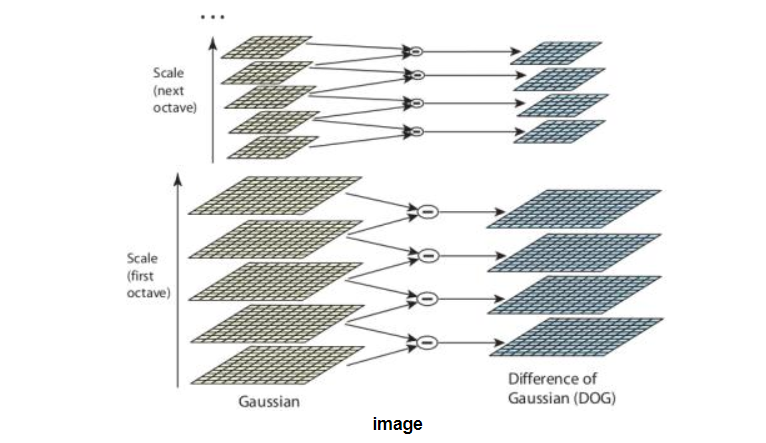 ...
Scale
(next
octave)
Scale
(first
octave)
Gaussian
Difference of
Gaussian (DOG)
image